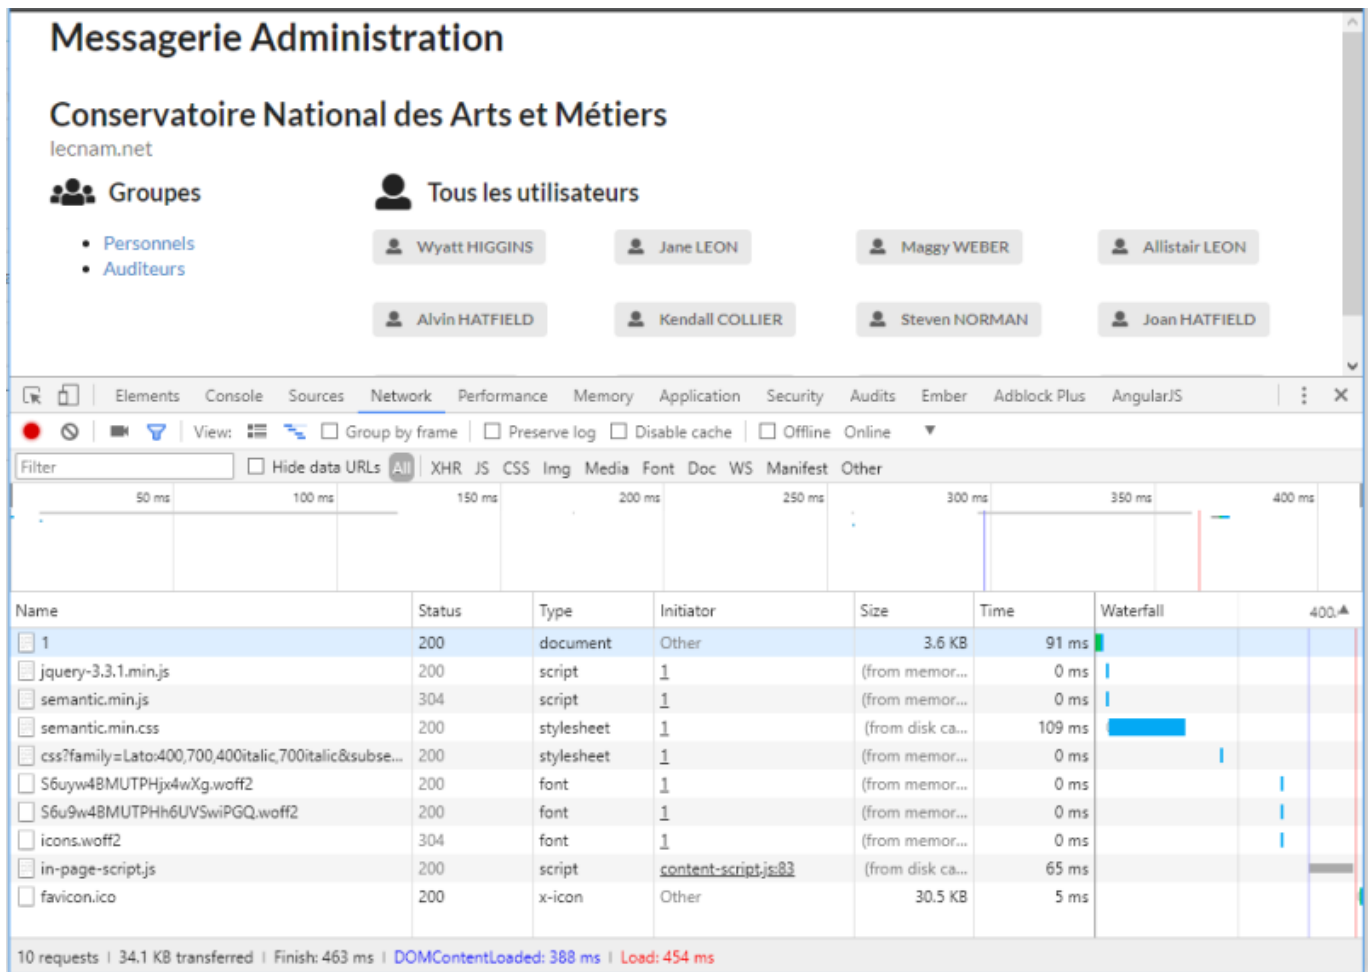 Messagerie Administration
Conservatoire National des Arts et Métiers
lecnam.net
Groupes
Tous les utilisateurs
Personnels
Auditeurs
Wyatt HIGGINS
Jane LEON
Maggy WEBER
Allistair LEON
Alvin HATFIELD
Kendall COLLIER
Steven NORMAN
Joan HATFIELD
Elements Console Sources Network Performance Memory Application Security Audits Ember Adblock Plus AngularJS
View: Group by frame Preserve log Disable cache Offline Online
Filter Hide data URLs All XHR JS CSS Img Media Font Doc WS Manifest Other
50 ms 100 ms 150 ms 200 ms 250 ms 300 ms 350 ms 400 ms
Name Status Type Initiator Size Time Waterfall 400.
1 200 document Other 3.6 KB 91 ms
jquery-3.3.1.min.js 200 script 1 (from memor... 0 ms
semantic.min.js 304 script 1 (from memor... 0 ms
semantic.min.css 200 stylesheet 1 (from disk ca... 109 ms
css?family=Lato:400,700,400italic,700italic&subse... 200 stylesheet 1 (from memor... 0 ms
S6uyw4BMUTPHjx4wXg.woff2 200 font 1 (from memor... 0 ms
S6u9w4BMUTPHh6UVSwiPGQ.woff2 200 font 1 (from memor... 0 ms
icons.woff2 304 font 1 (from memor... 0 ms
in-page-script.js 200 script content-script.js:83 (from disk ca... 65 ms
favicon.ico 200 x-icon Other 30.5 KB 5 ms
10 requests | 34.1 KB transferred | Finish: 463 ms | DOMContentLoaded: 388 ms | Load: 454 ms